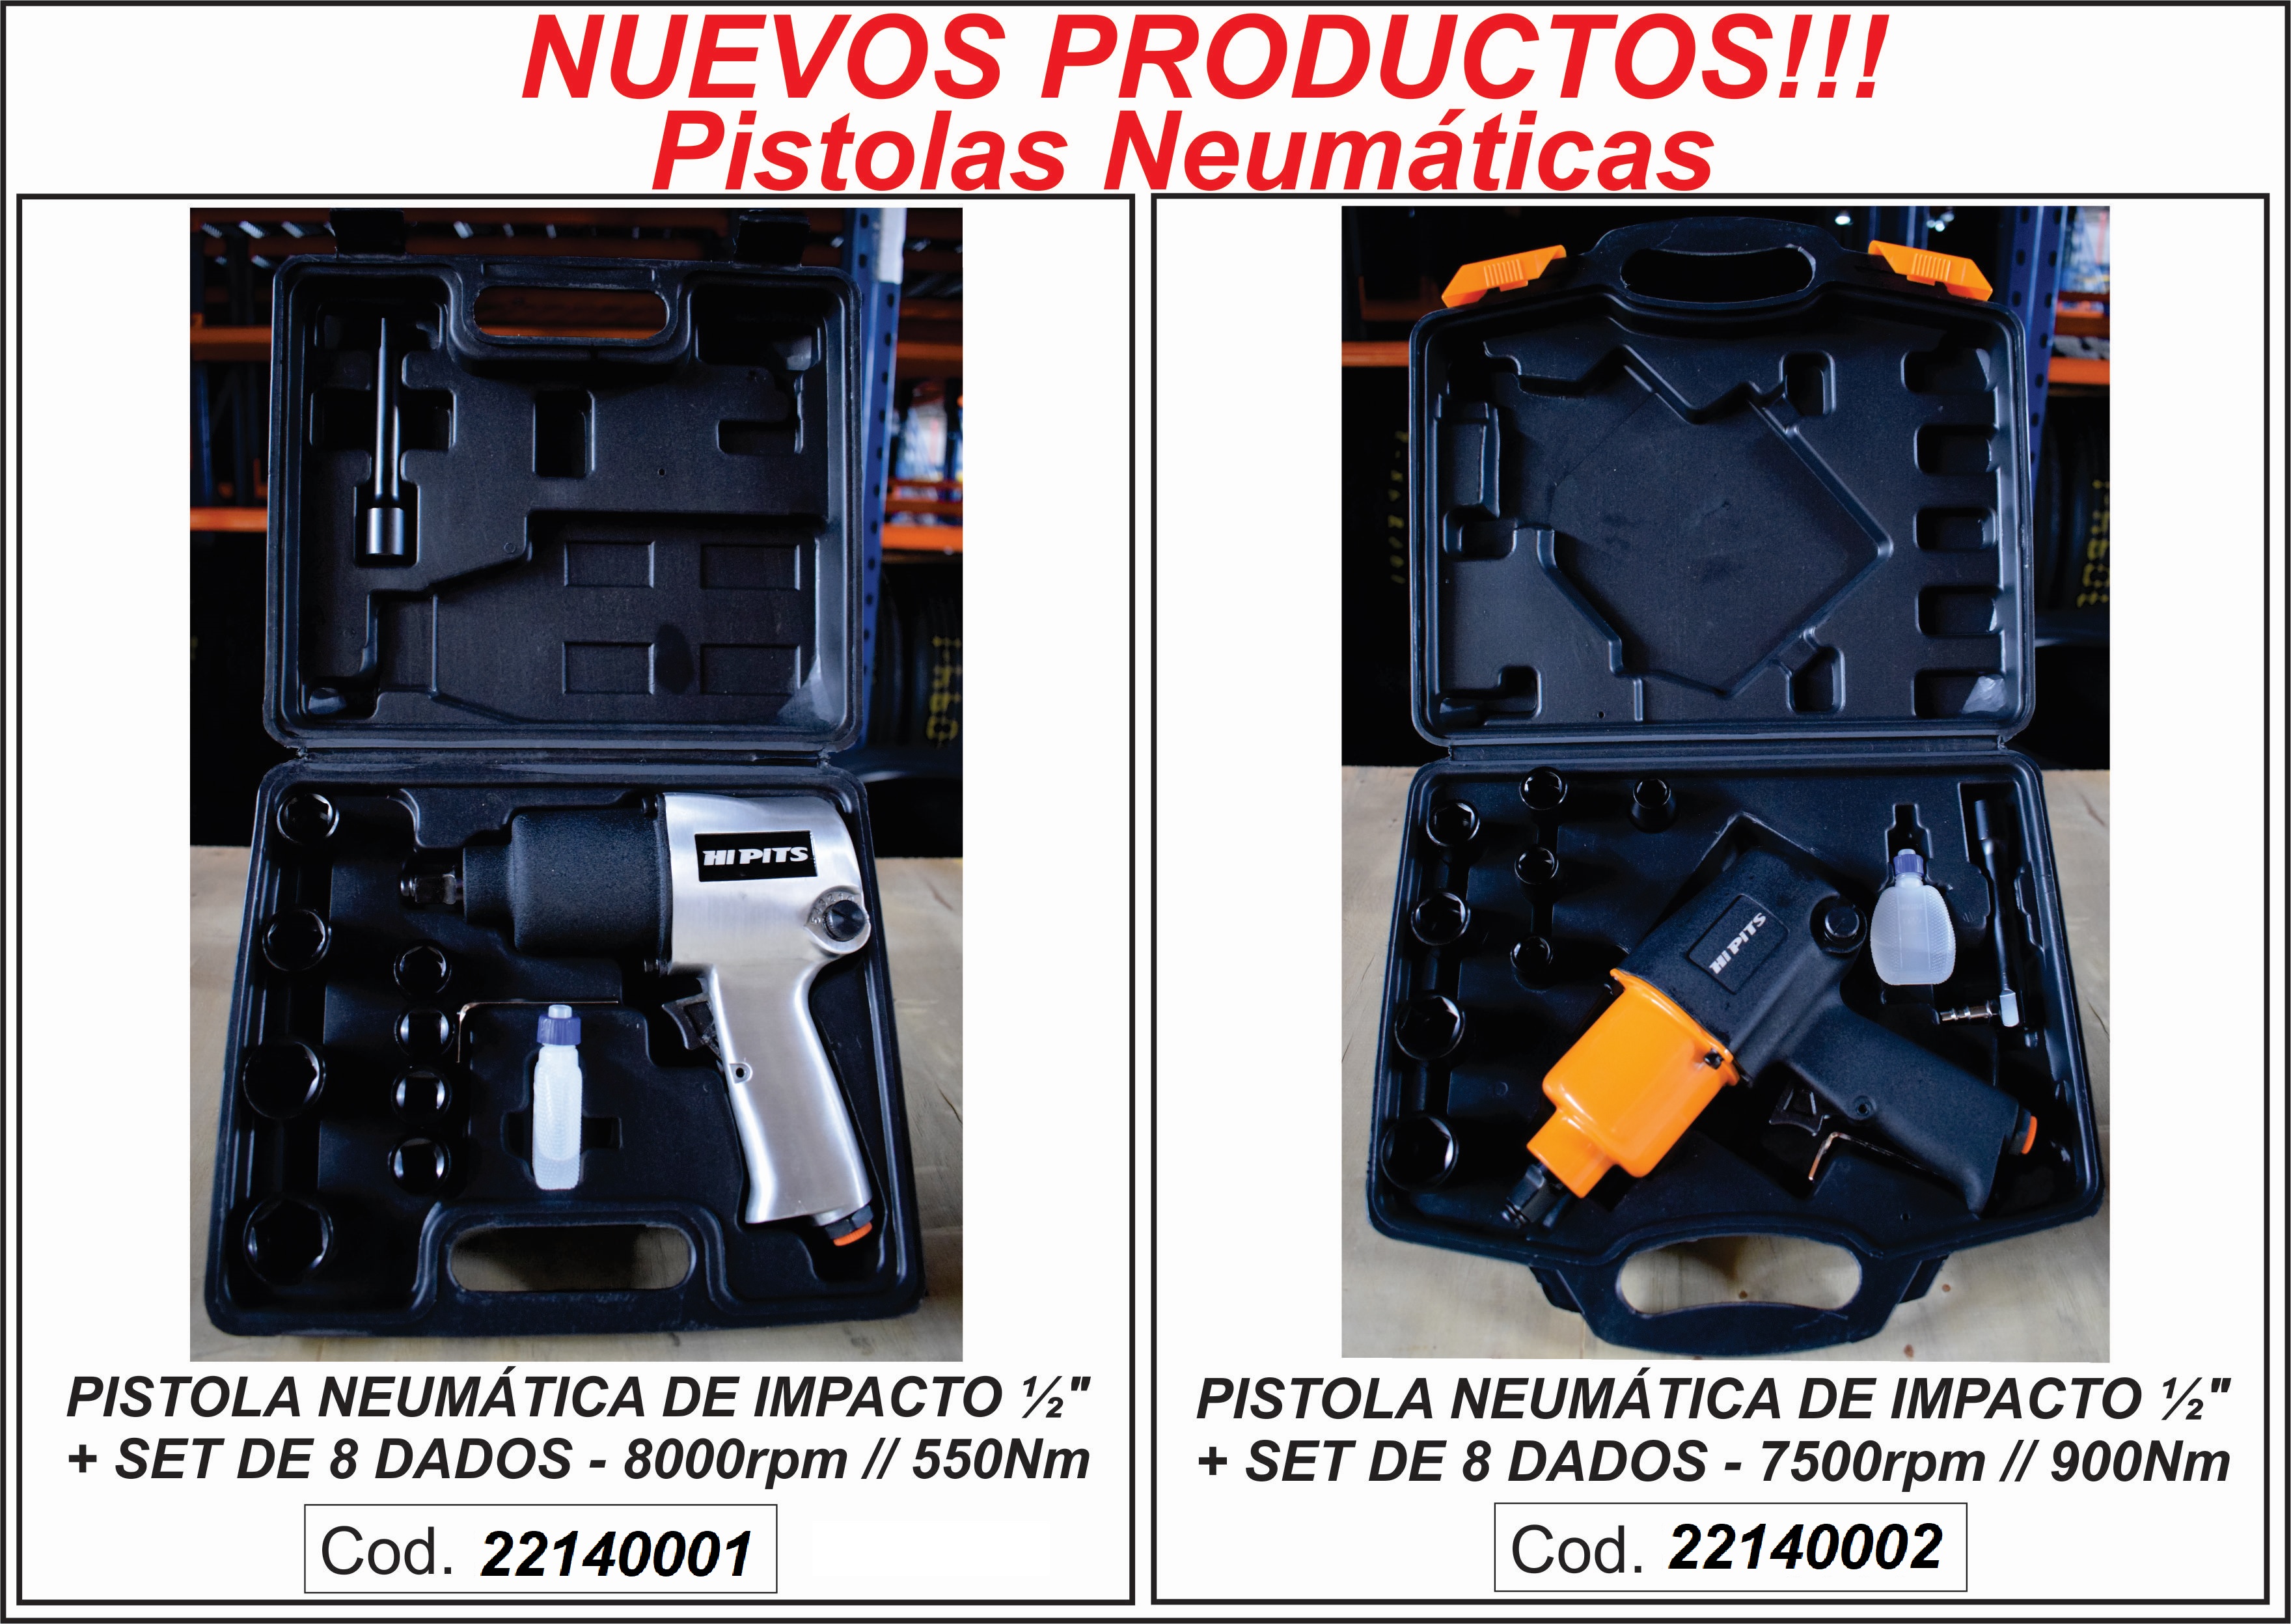 NUEVOS PRODUCTOS!!!
Pistolas Neumáticas
HI PITS
HI PITS
PISTOLA NEUMÁTICA DE IMPACTO ½"
+ SET DE 8 DADOS - 8000rpm // 550Nm
Cod. 22140001
PISTOLA NEUMÁTICA DE IMPACTO ½"
+ SET DE 8 DADOS - 7500rpm // 900Nm
Cod. 22140002